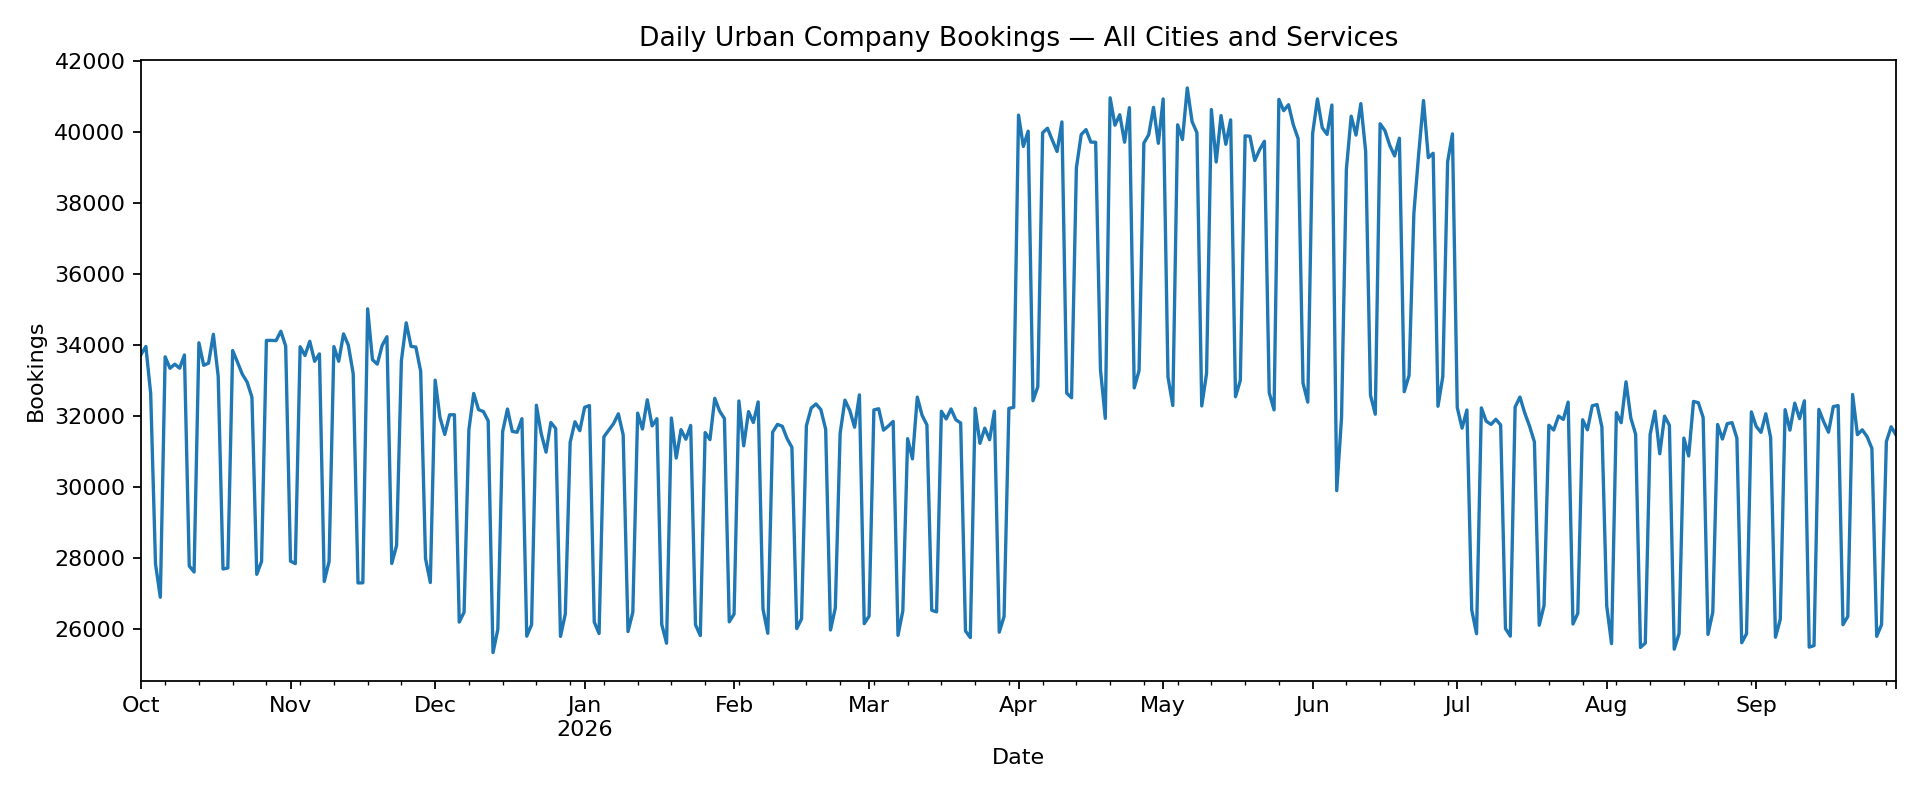 Daily Urban Company Bookings — All Cities and Services
42000
40000
38000
36000
34000
32000
30000
28000
26000
Bookings
Oct Nov Dec Jan Feb Mar Apr May Jun Jul Aug Sep
2026
Date